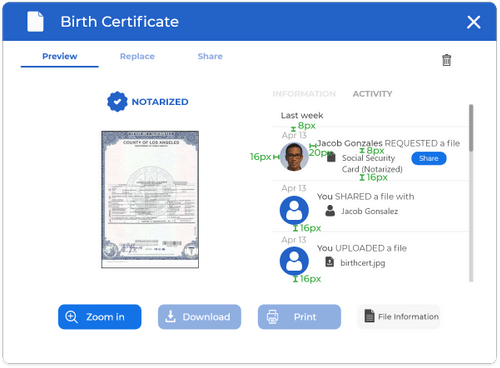 Birth Certificate
Preview
Replace
Share
NOTARIZED
COUNTY OF LOS ANGELES
INFORMATION
ACTIVITY
Last week
8px
Apr 13
Jacob Gonzales REQUESTED a file
16px
20px
8px
Social Security
Card (Notarized)
Share
16px
Apr 13
You SHARED a file with
Jacob Gonsalez
16px
Apr 13
You UPLOADED a file
birthcert.jpg
16px
Zoom in
Download
Print
File Information